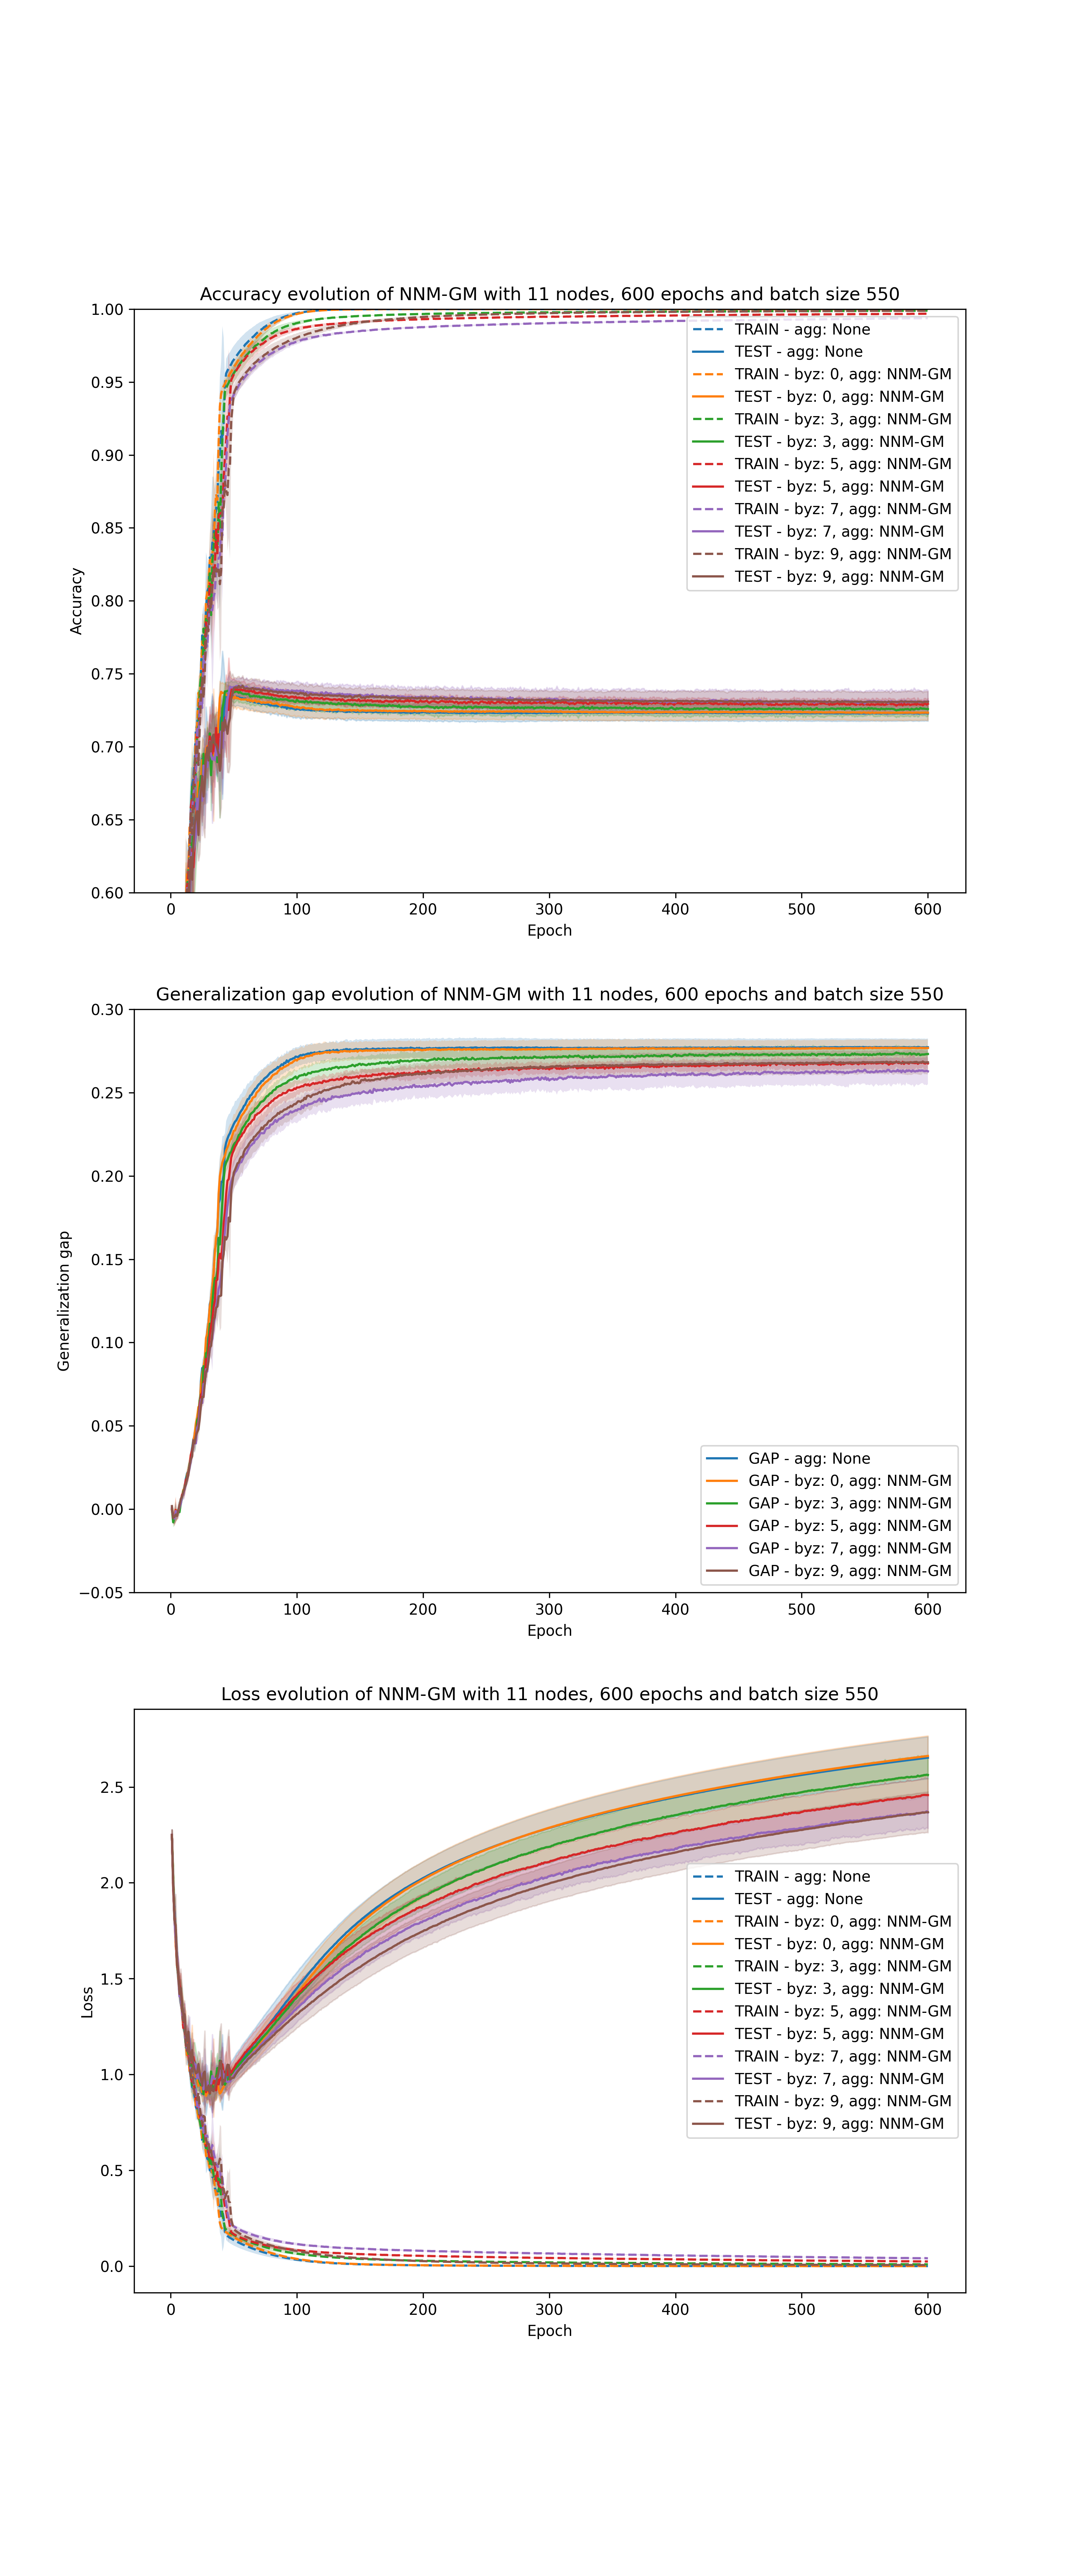 Accuracy evolution of NNM-GM with 11 nodes, 600 epochs and batch size 550
1.00
0.95
0.90
0.85
0.80
0.75
0.70
0.65
0.60
Accuracy
TRAIN - agg: None
TEST - agg: None
TRAIN - byz: 0, agg: NNM-GM
TEST - byz: 0, agg: NNM-GM
TRAIN - byz: 3, agg: NNM-GM
TEST - byz: 3, agg: NNM-GM
TRAIN - byz: 5, agg: NNM-GM
TEST - byz: 5, agg: NNM-GM
TRAIN - byz: 7, agg: NNM-GM
TEST - byz: 7, agg: NNM-GM
TRAIN - byz: 9, agg: NNM-GM
TEST - byz: 9, agg: NNM-GM
0 100 200 300 400 500 600
Epoch
Generalization gap evolution of NNM-GM with 11 nodes, 600 epochs and batch size 550
0.30
0.25
0.20
0.15
0.10
0.05
0.00
−0.05
Generalization gap
GAP - agg: None
GAP - byz: 0, agg: NNM-GM
GAP - byz: 3, agg: NNM-GM
GAP - byz: 5, agg: NNM-GM
GAP - byz: 7, agg: NNM-GM
GAP - byz: 9, agg: NNM-GM
0 100 200 300 400 500 600
Epoch
Loss evolution of NNM-GM with 11 nodes, 600 epochs and batch size 550
2.5
2.0
1.5
1.0
0.5
0.0
Loss
TRAIN - agg: None
TEST - agg: None
TRAIN - byz: 0, agg: NNM-GM
TEST - byz: 0, agg: NNM-GM
TRAIN - byz: 3, agg: NNM-GM
TEST - byz: 3, agg: NNM-GM
TRAIN - byz: 5, agg: NNM-GM
TEST - byz: 5, agg: NNM-GM
TRAIN - byz: 7, agg: NNM-GM
TEST - byz: 7, agg: NNM-GM
TRAIN - byz: 9, agg: NNM-GM
TEST - byz: 9, agg: NNM-GM
0 100 200 300 400 500 600
Epoch